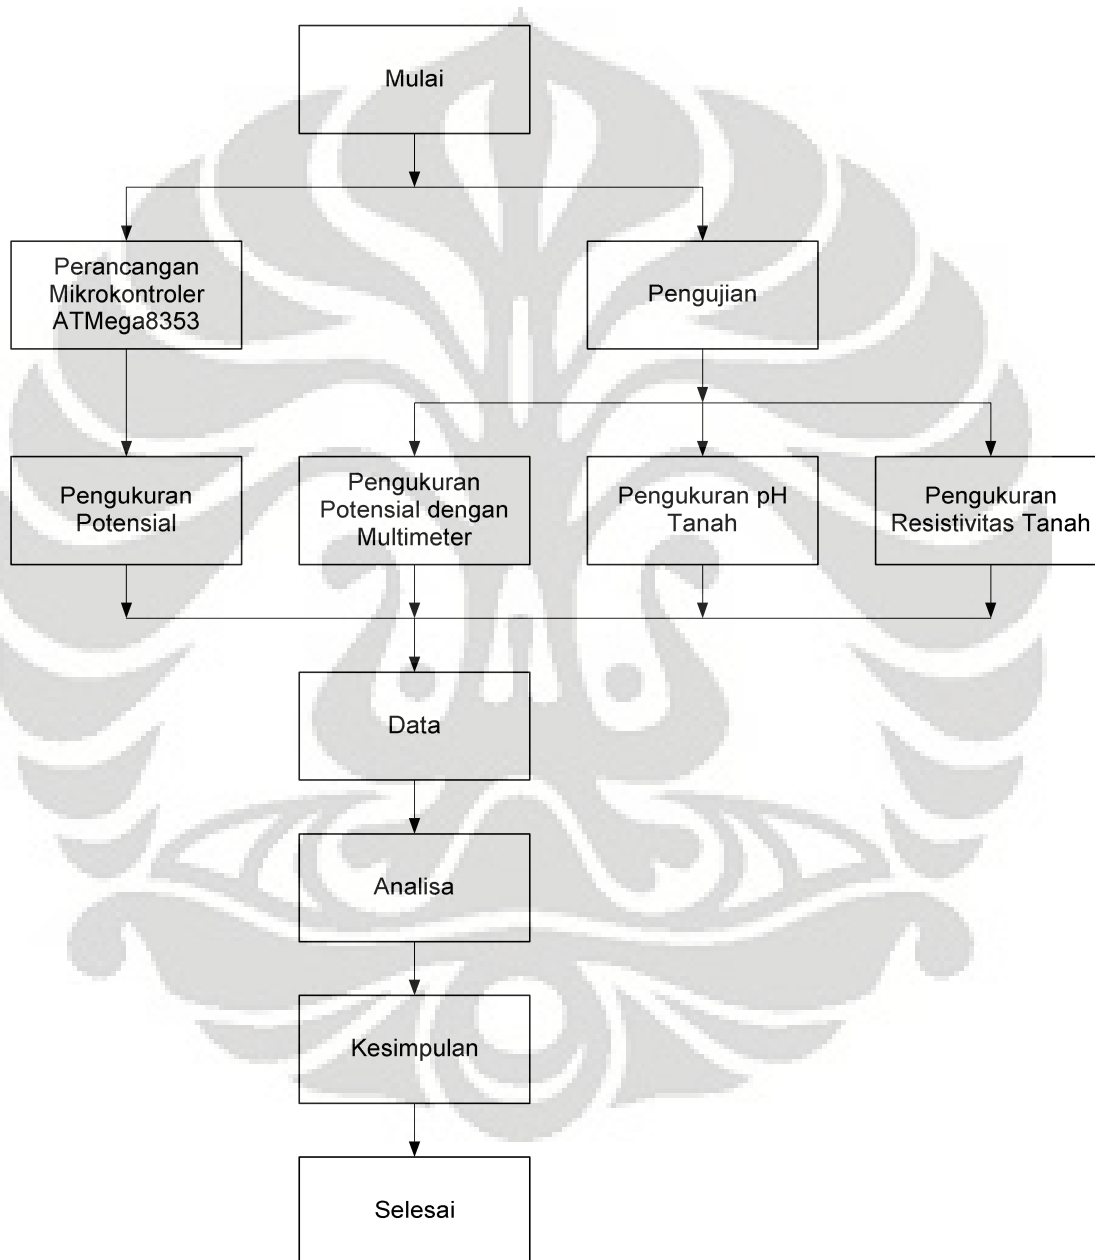 Mulai
Perancangan
Mikrokontroler
ATMega8353
Pengujian
Pengukuran
Potensial
Pengukuran
Potensial dengan
Multimeter
Pengukuran pH
Tanah
Pengukuran
Resistivitas Tanah
Data
Analisa
Kesimpulan
Selesai